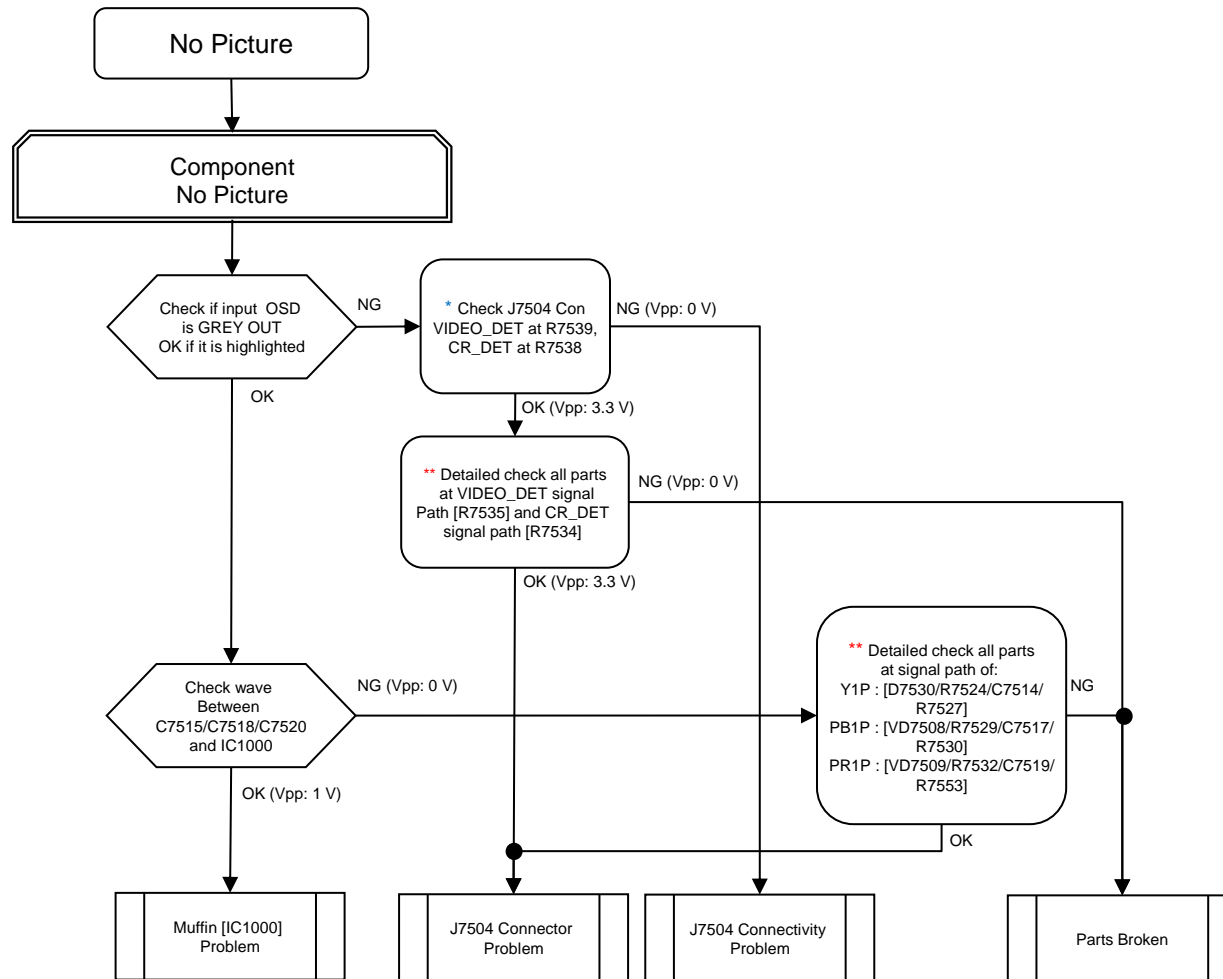 No Picture
Component
No Picture
Check if input OSD
is GREY OUT
OK if it is highlighted
NG
OK
* Check J7504 Con
VIDEO_DET at R7539,
CR_DET at R7538
NG (Vpp: 0 V)
OK (Vpp: 3.3 V)
** Detailed check all parts
at VIDEO_DET signal
Path [R7535] and CR_DET
signal path [R7534]
NG (Vpp: 0 V)
OK (Vpp: 3.3 V)
Check wave
Between
C7515/C7518/C7520
and IC1000
NG (Vpp: 0 V)
OK (Vpp: 1 V)
** Detailed check all parts
at signal path of:
Y1P : [D7530/R7524/C7514/
R7527]
PB1P : [VD7508/R7529/C7517/
R7530]
PR1P : [VD7509/R7532/C7519/
R7553]
NG
OK
Muffin [IC1000]
Problem
J7504 Connector
Problem
J7504 Connectivity
Problem
Parts Broken